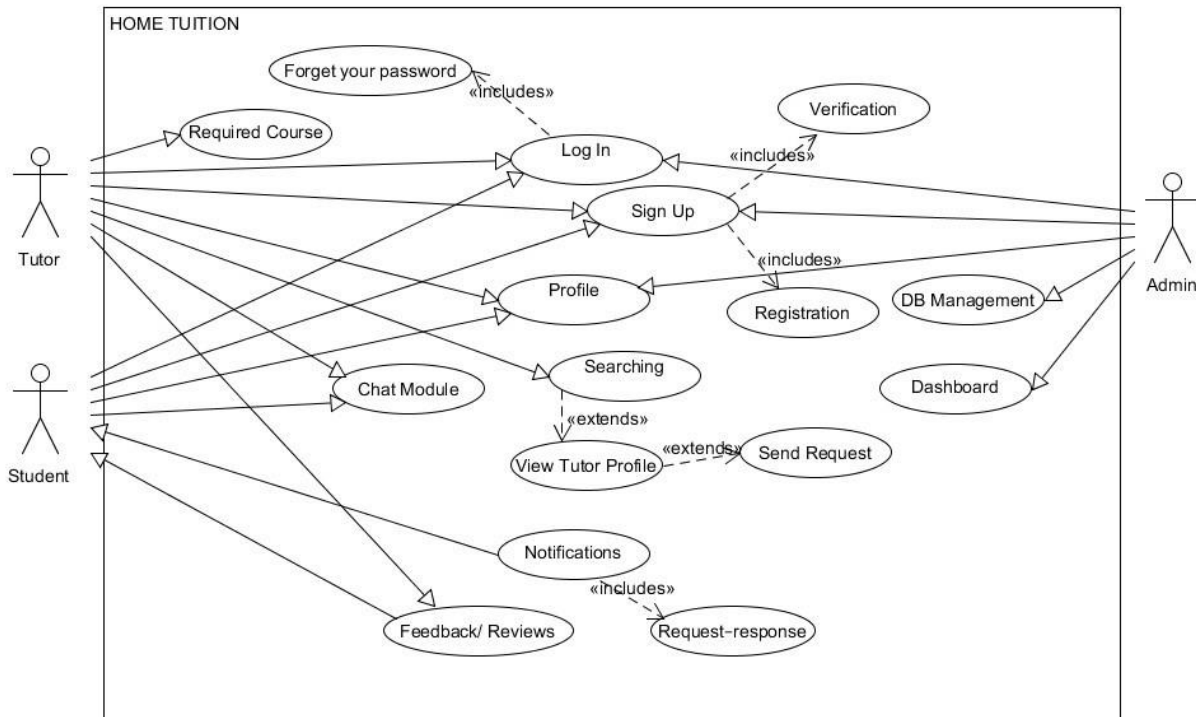 HOME TUITION
Forget your password
«includes»
Verification
Required Course
Log In
«includes»
Sign Up
Tutor
«includes»
Admin
Profile
DB Management
Registration
Searching
Chat Module
Dashboard
«extends»
«extends»
Send Request
View Tutor Profile
Student
Notifications
«includes»
Feedback/ Reviews
Request-response